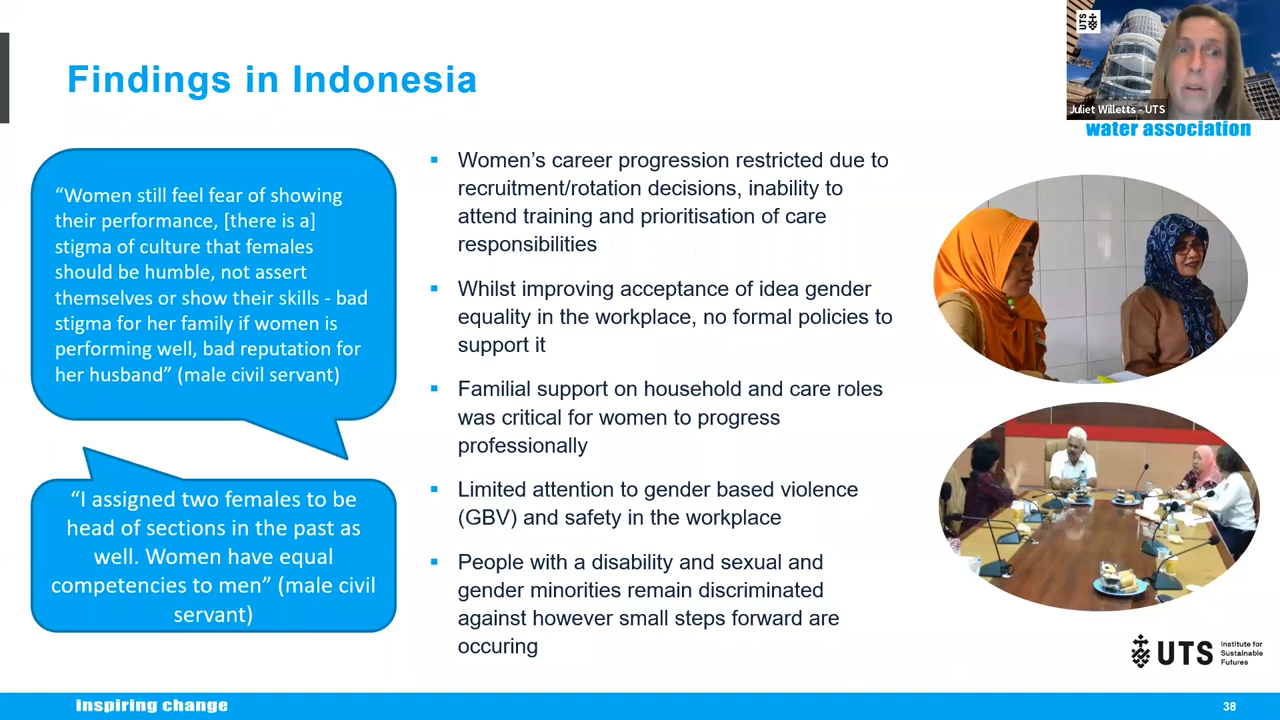 Findings in Indonesia
UTS
Juliet Willetts - UTS
water association
“Women still feel fear of showing
their performance, [there is a]
stigma of culture that females
should be humble, not assert
themselves or show their skills - bad
stigma for her family if women is
performing well, bad reputation for
her husband” (male civil servant)
“I assigned two females to be
head of sections in the past as
well. Women have equal
competencies to men” (male civil
servant)
▪ Women’s career progression restricted due to
recruitment/rotation decisions, inability to
attend training and prioritisation of care
responsibilities
▪ Whilst improving acceptance of idea gender
equality in the workplace, no formal policies to
support it
▪ Familial support on household and care roles
was critical for women to progress
professionally
▪ Limited attention to gender based violence
(GBV) and safety in the workplace
▪ People with a disability and sexual and
gender minorities remain discriminated
against however small steps forward are
occuring
UTS
Institute for
Sustainable
Futures
inspiring change
38